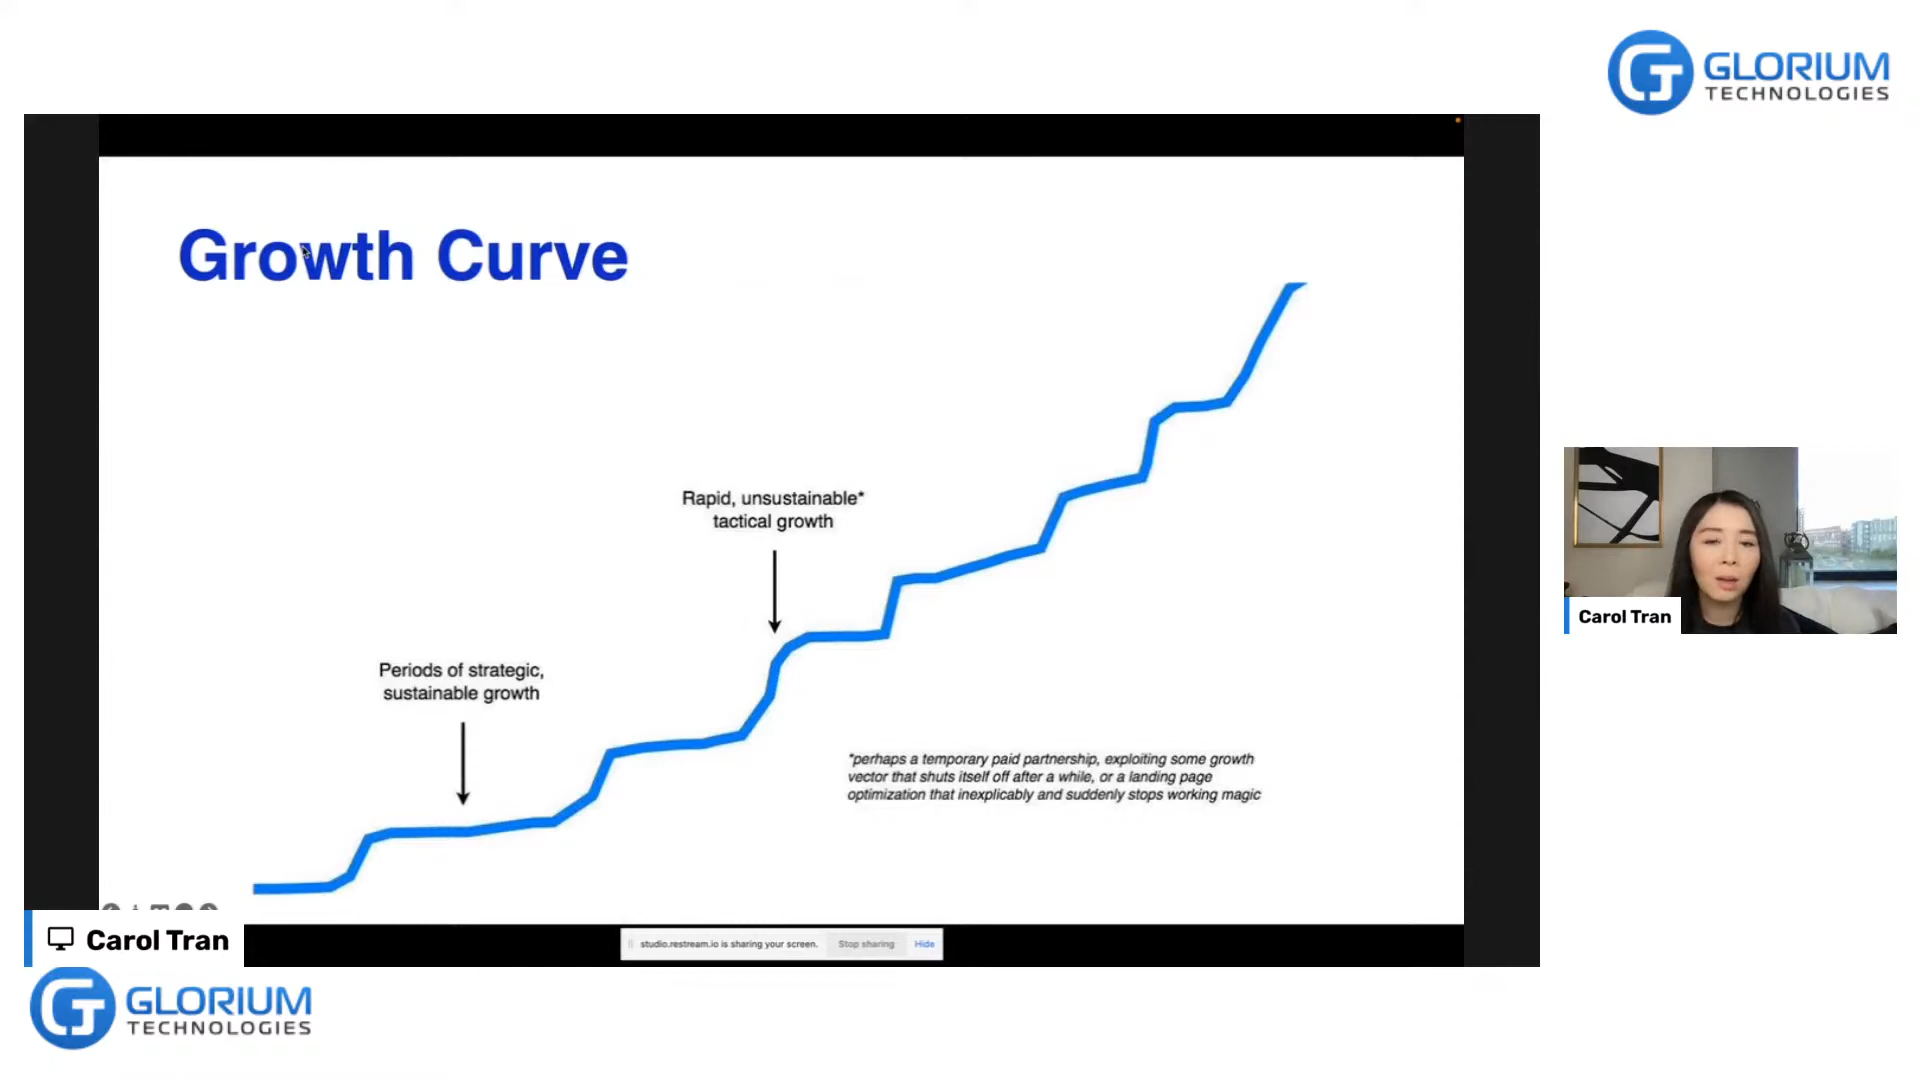 GLORIUM
TECHNOLOGIES
Growth Curve
Rapid, unsustainable*
tactical growth
Periods of strategic,
sustainable growth
*perhaps a temporary paid partnership, exploiting some growth
vector that shuts itself off after a while, or a landing page
optimization that inexplicably and suddenly stops working magic
Carol Tran
Carol Tran
studio.restream.io is sharing your screen. Stop sharing Hide
GLORIUM
TECHNOLOGIES